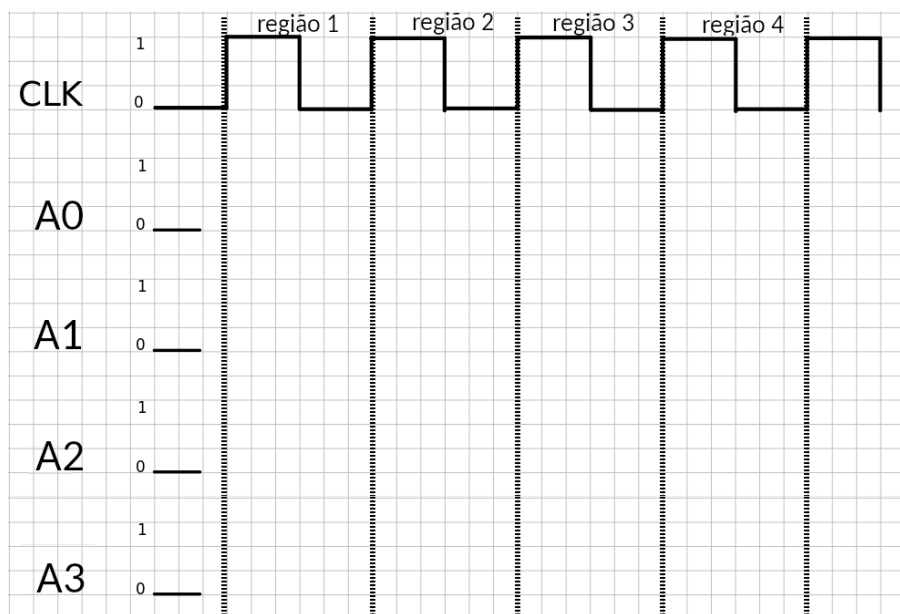 região 1 região 2 região 3 região 4
1
CLK 0
1
A0 0
1
A1 0
1
A2 0
1
A3 0